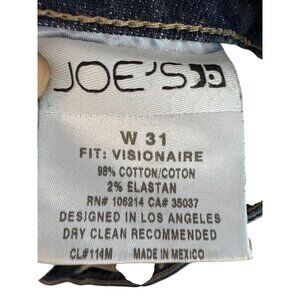 JOE'S
W 31
FIT: VISIONAIRE
98% COTTON/COTON
2% ELASTAN
RN# 106214 CA# 35037
DESIGNED IN LOS ANGELES
DRY CLEAN RECOMMENDED
CL#114M MADE IN MEXICO